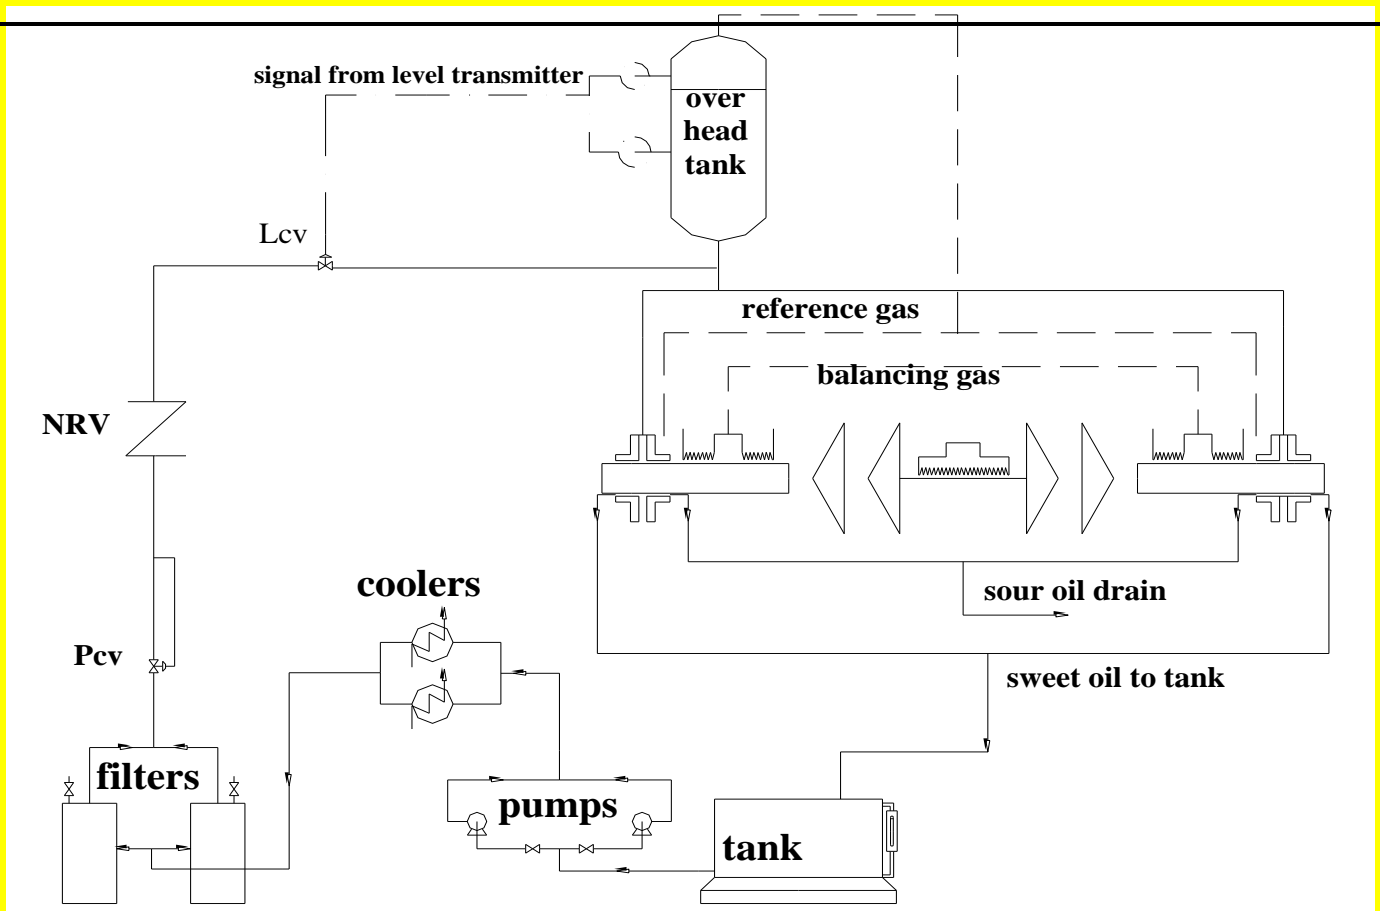 signal from level transmitter
over
head
tank
Lcv
reference gas
balancing gas
NRV
coolers
sour oil drain
Pcv
sweet oil to tank
filters
pumps
tank